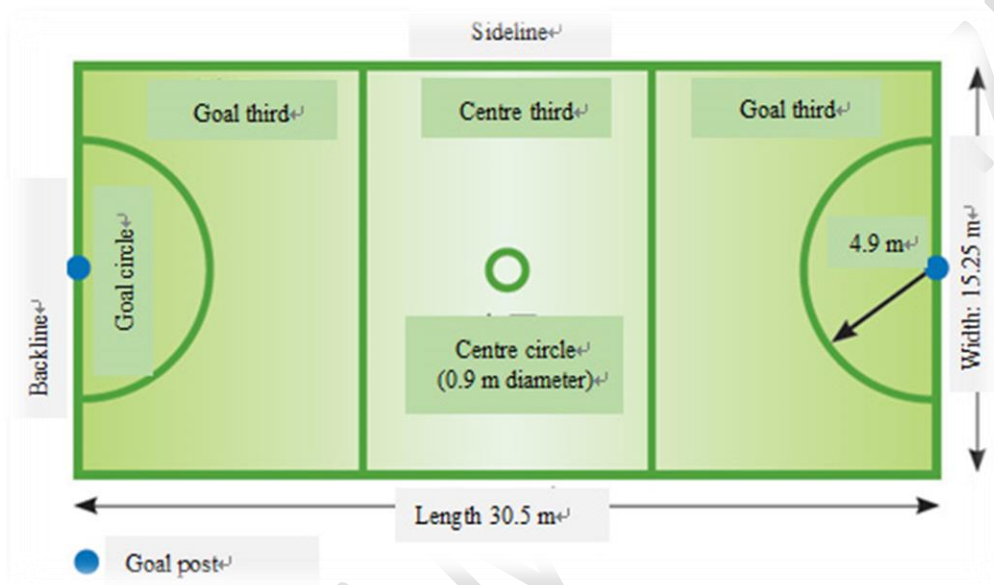 Sideline↵
Goal third↵
Centre third↵
Goal third↵
Goal circle↵
4.9 m↵
Backline↵
Width: 15.25 m↵
Centre circle↵
(0.9 m diameter)↵
Length 30.5 m↵
Goal post↵